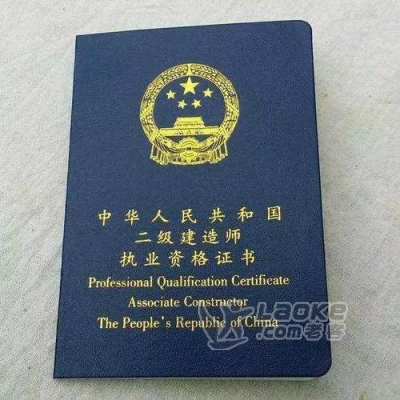 中华人民共和国
二级建造师
执业资格证书
Professional Qualification Certificate
Associate Constructor
The People's Republic of China
LAOKE
.com老客